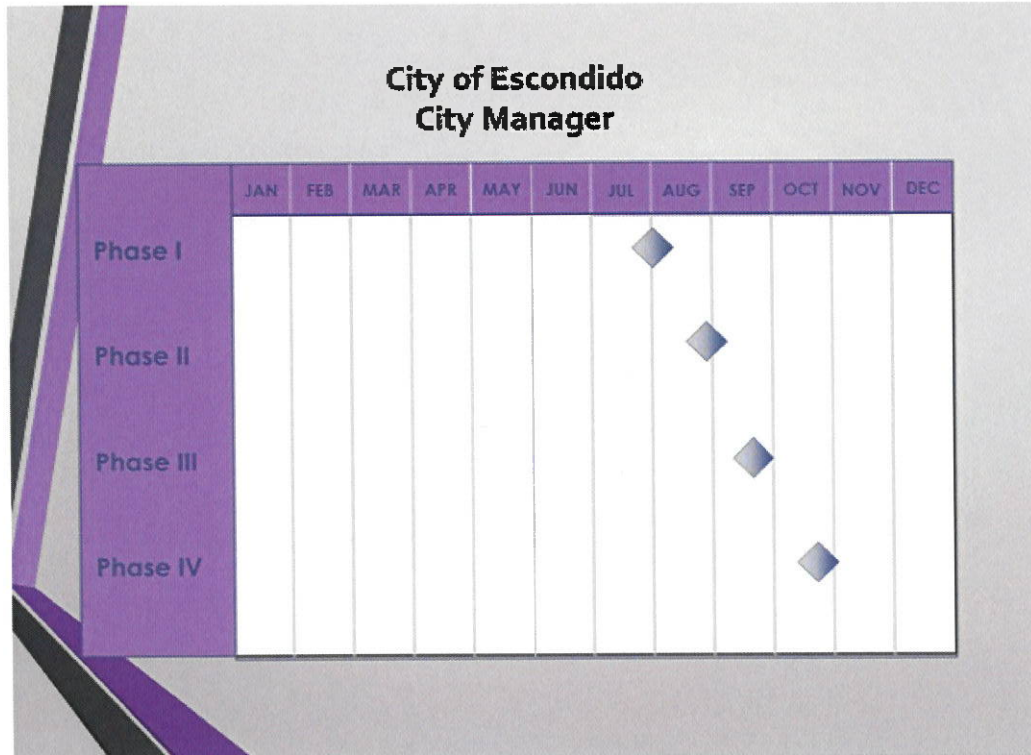 City of Escondido
City Manager
JAN FEB MAR APR MAY JUN JUL AUG SEP OCT NOV DEC
Phase I
Phase II
Phase III
Phase IV